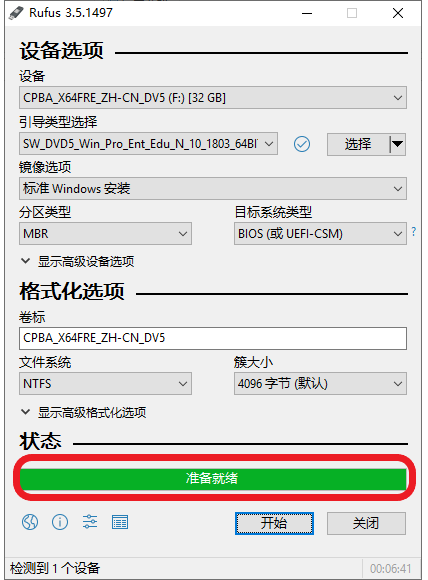 Rufus 3.5.1497
设备选项
设备
CPBA_X64FRE_ZH-CN_DV5 (F:) [32 GB]
引导类型选择
SW_DVD5_Win_Pro_Ent_Edu_N_10_1803_64BI
选择
镜像选项
标准 Windows 安装
分区类型 目标系统类型
MBR BIOS (或 UEFI-CSM) ?
显示高级设备选项
格式化选项
卷标
CPBA_X64FRE_ZH-CN_DV5
文件系统 簇大小
NTFS 4096 字节 (默认)
显示高级格式化选项
状态
准备就绪
开始 关闭
检测到 1 个设备 00:06:41